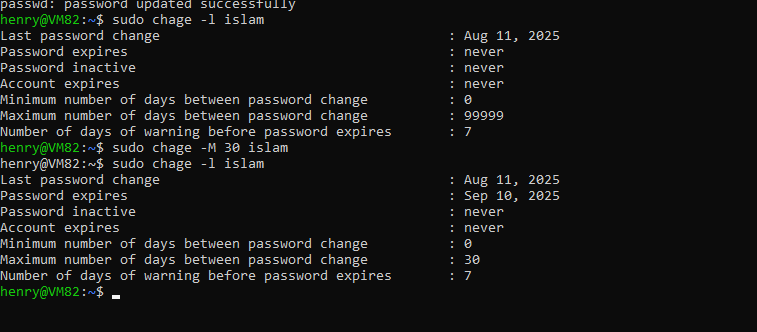 passwd: password updated successfully
henry@VM82:~$ sudo chage -l islam
Last password change : Aug 11, 2025
Password expires : never
Password inactive : never
Account expires : never
Minimum number of days between password change : 0
Maximum number of days between password change : 99999
Number of days of warning before password expires : 7
henry@VM82:~$ sudo chage -M 30 islam
henry@VM82:~$ sudo chage -l islam
Last password change : Aug 11, 2025
Password expires : Sep 10, 2025
Password inactive : never
Account expires : never
Minimum number of days between password change : 0
Maximum number of days between password change : 30
Number of days of warning before password expires : 7
henry@VM82:~$